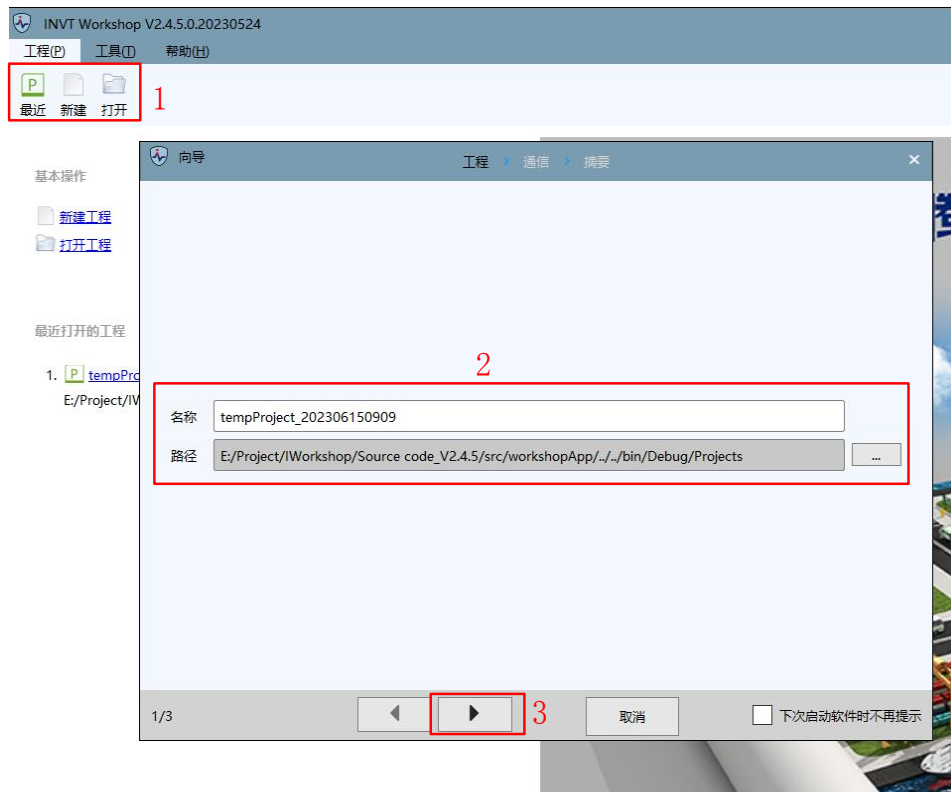 INVT Workshop V2.4.5.0.20230524
工程(P) 工具(T) 帮助(H)
P
最近 新建 打开
1
向导
工程 通信 摘要
基本操作
新建工程
打开工程
最近打开的工程
1. P tempPro
E:/Project/IW
2
名称 tempProject_202306150909
路径 E:/Project/IWorkshop/Source code_V2.4.5/src/workshopApp/../../bin/Debug/Projects ...
1/3
3
取消
下次启动软件时不再提示